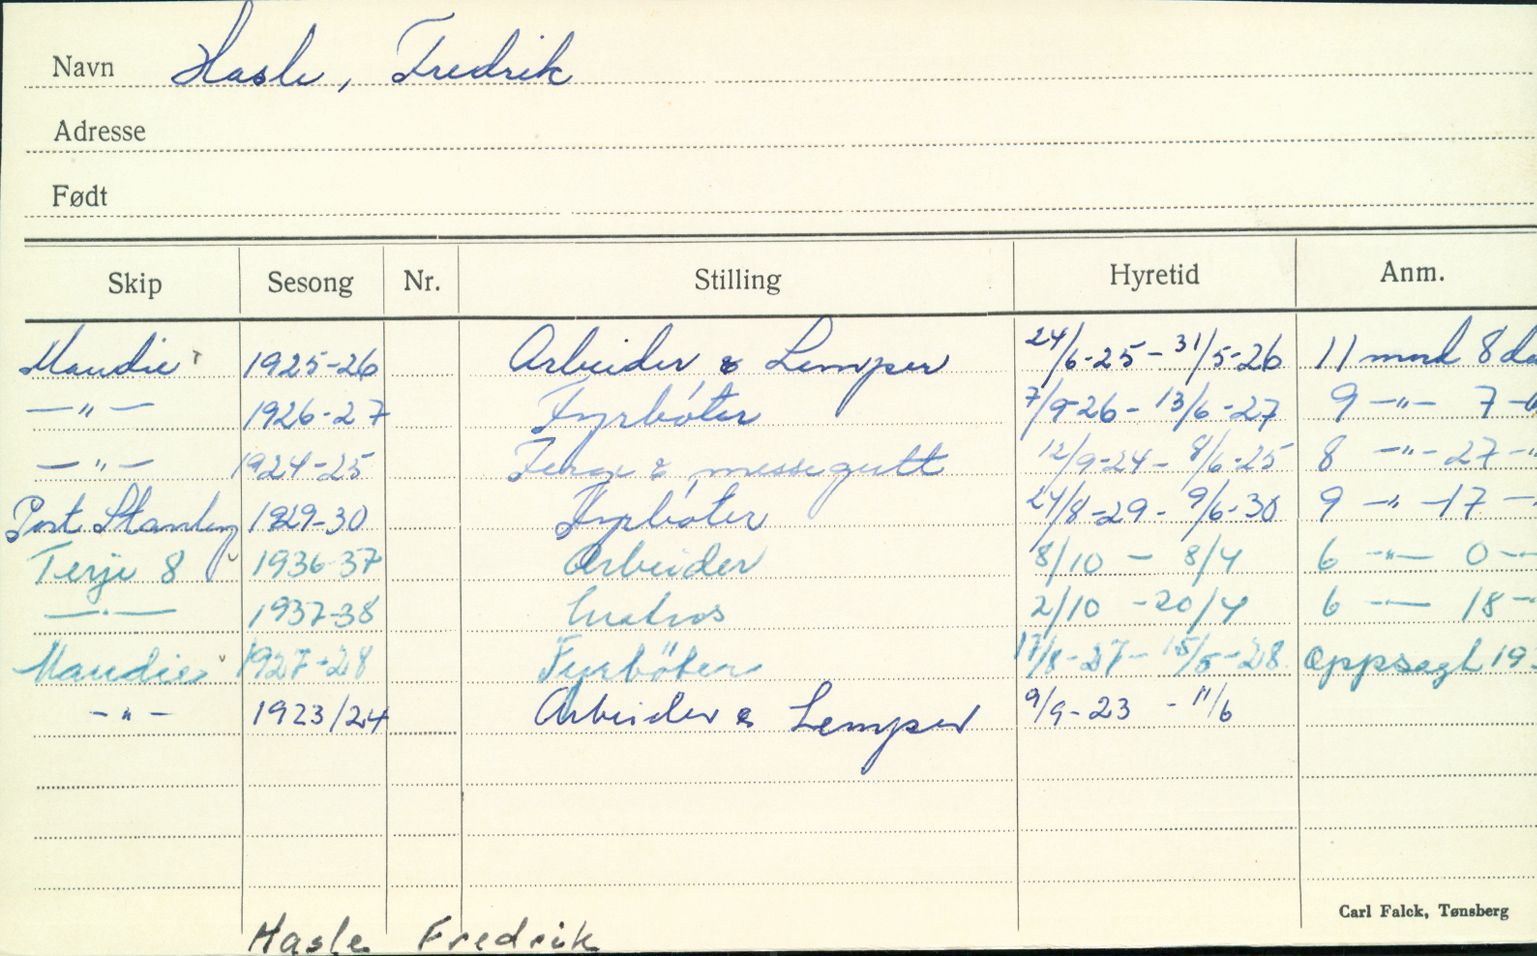 Navn Hasle, Fredrik
Adresse
Født
Skip Sesong Nr. Stilling Hyretid Anm.
Maudie 1925-26 Arbeider & Lemper 24/6-25 - 31/5-26 11 mnd 8 da
—"— 1926-27 Fyrbøter 7/9-26 - 13/6-27 9 —"— 7 —"
—"— 1924-25 & messegutt 12/9-24 - 8/6-25 8 —"— 27 —"
Port Stanley 1929-30 Fyrbøter 24/8-29 - 9/6-30 9 —"— 17 —
Terje 8 1936-37 Arbeider 8/10 - 8/4 6 —"— 0 —
—"— 1937-38 Matros 2/10 - 20/4 6 —"— 18 —
Maudie 1927-28 Fyrböter 17/8-27 - 15/5-28 Oppsagt 19
—"— 1923/24 Arbeider & Lemper 9/9-23 - 11/6
Carl Falck, Tønsberg
Hasle Fredrik